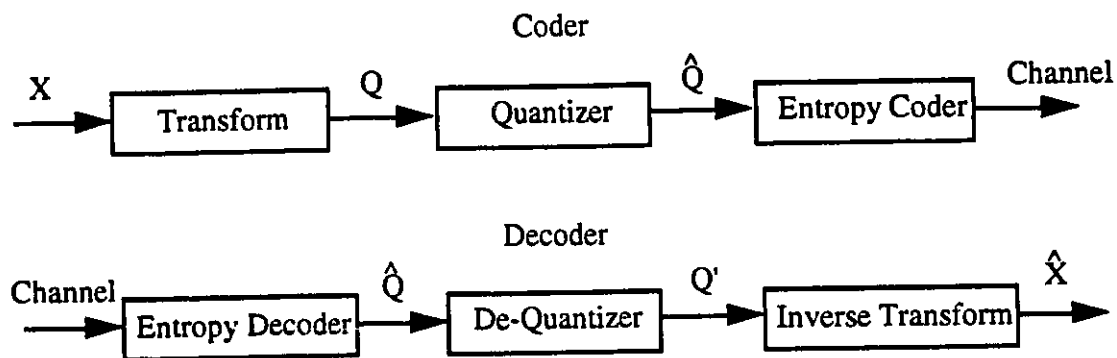 Coder
X Q Q̂ Channel
Transform Quantizer Entropy Coder
Decoder
Channel Q̂ Q' X̂
Entropy Decoder De-Quantizer Inverse Transform